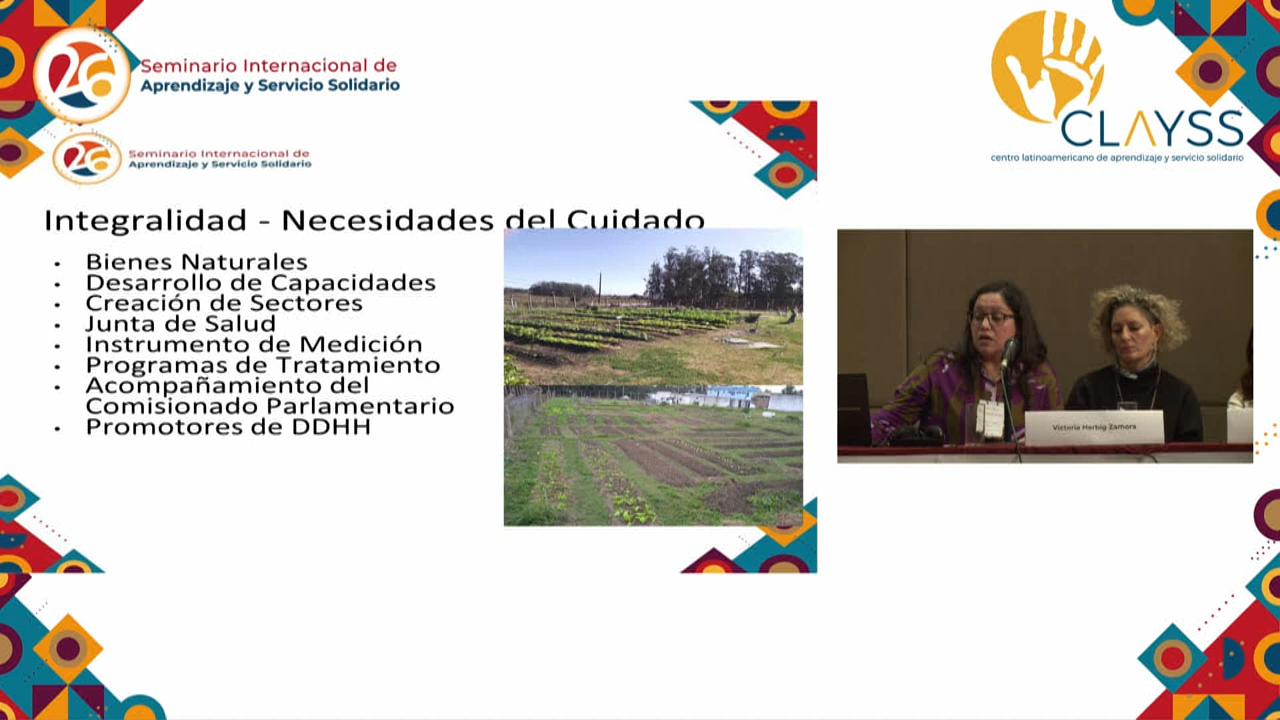 26
Seminario Internacional de
Aprendizaje y Servicio Solidario
CLAYSS
centro latinoamericano de aprendizaje y servicio solidario
26
Seminario Internacional de
Aprendizaje y Servicio Solidario
Integralidad - Necesidades del Cuidado
• Bienes Naturales
• Desarrollo de Capacidades
• Creación de Sectores
• Junta de Salud
• Instrumento de Medición
• Programas de Tratamiento
• Acompañamiento del
Comisionado Parlamentario
• Promotores de DDHH
Victoria Herbig Zamora